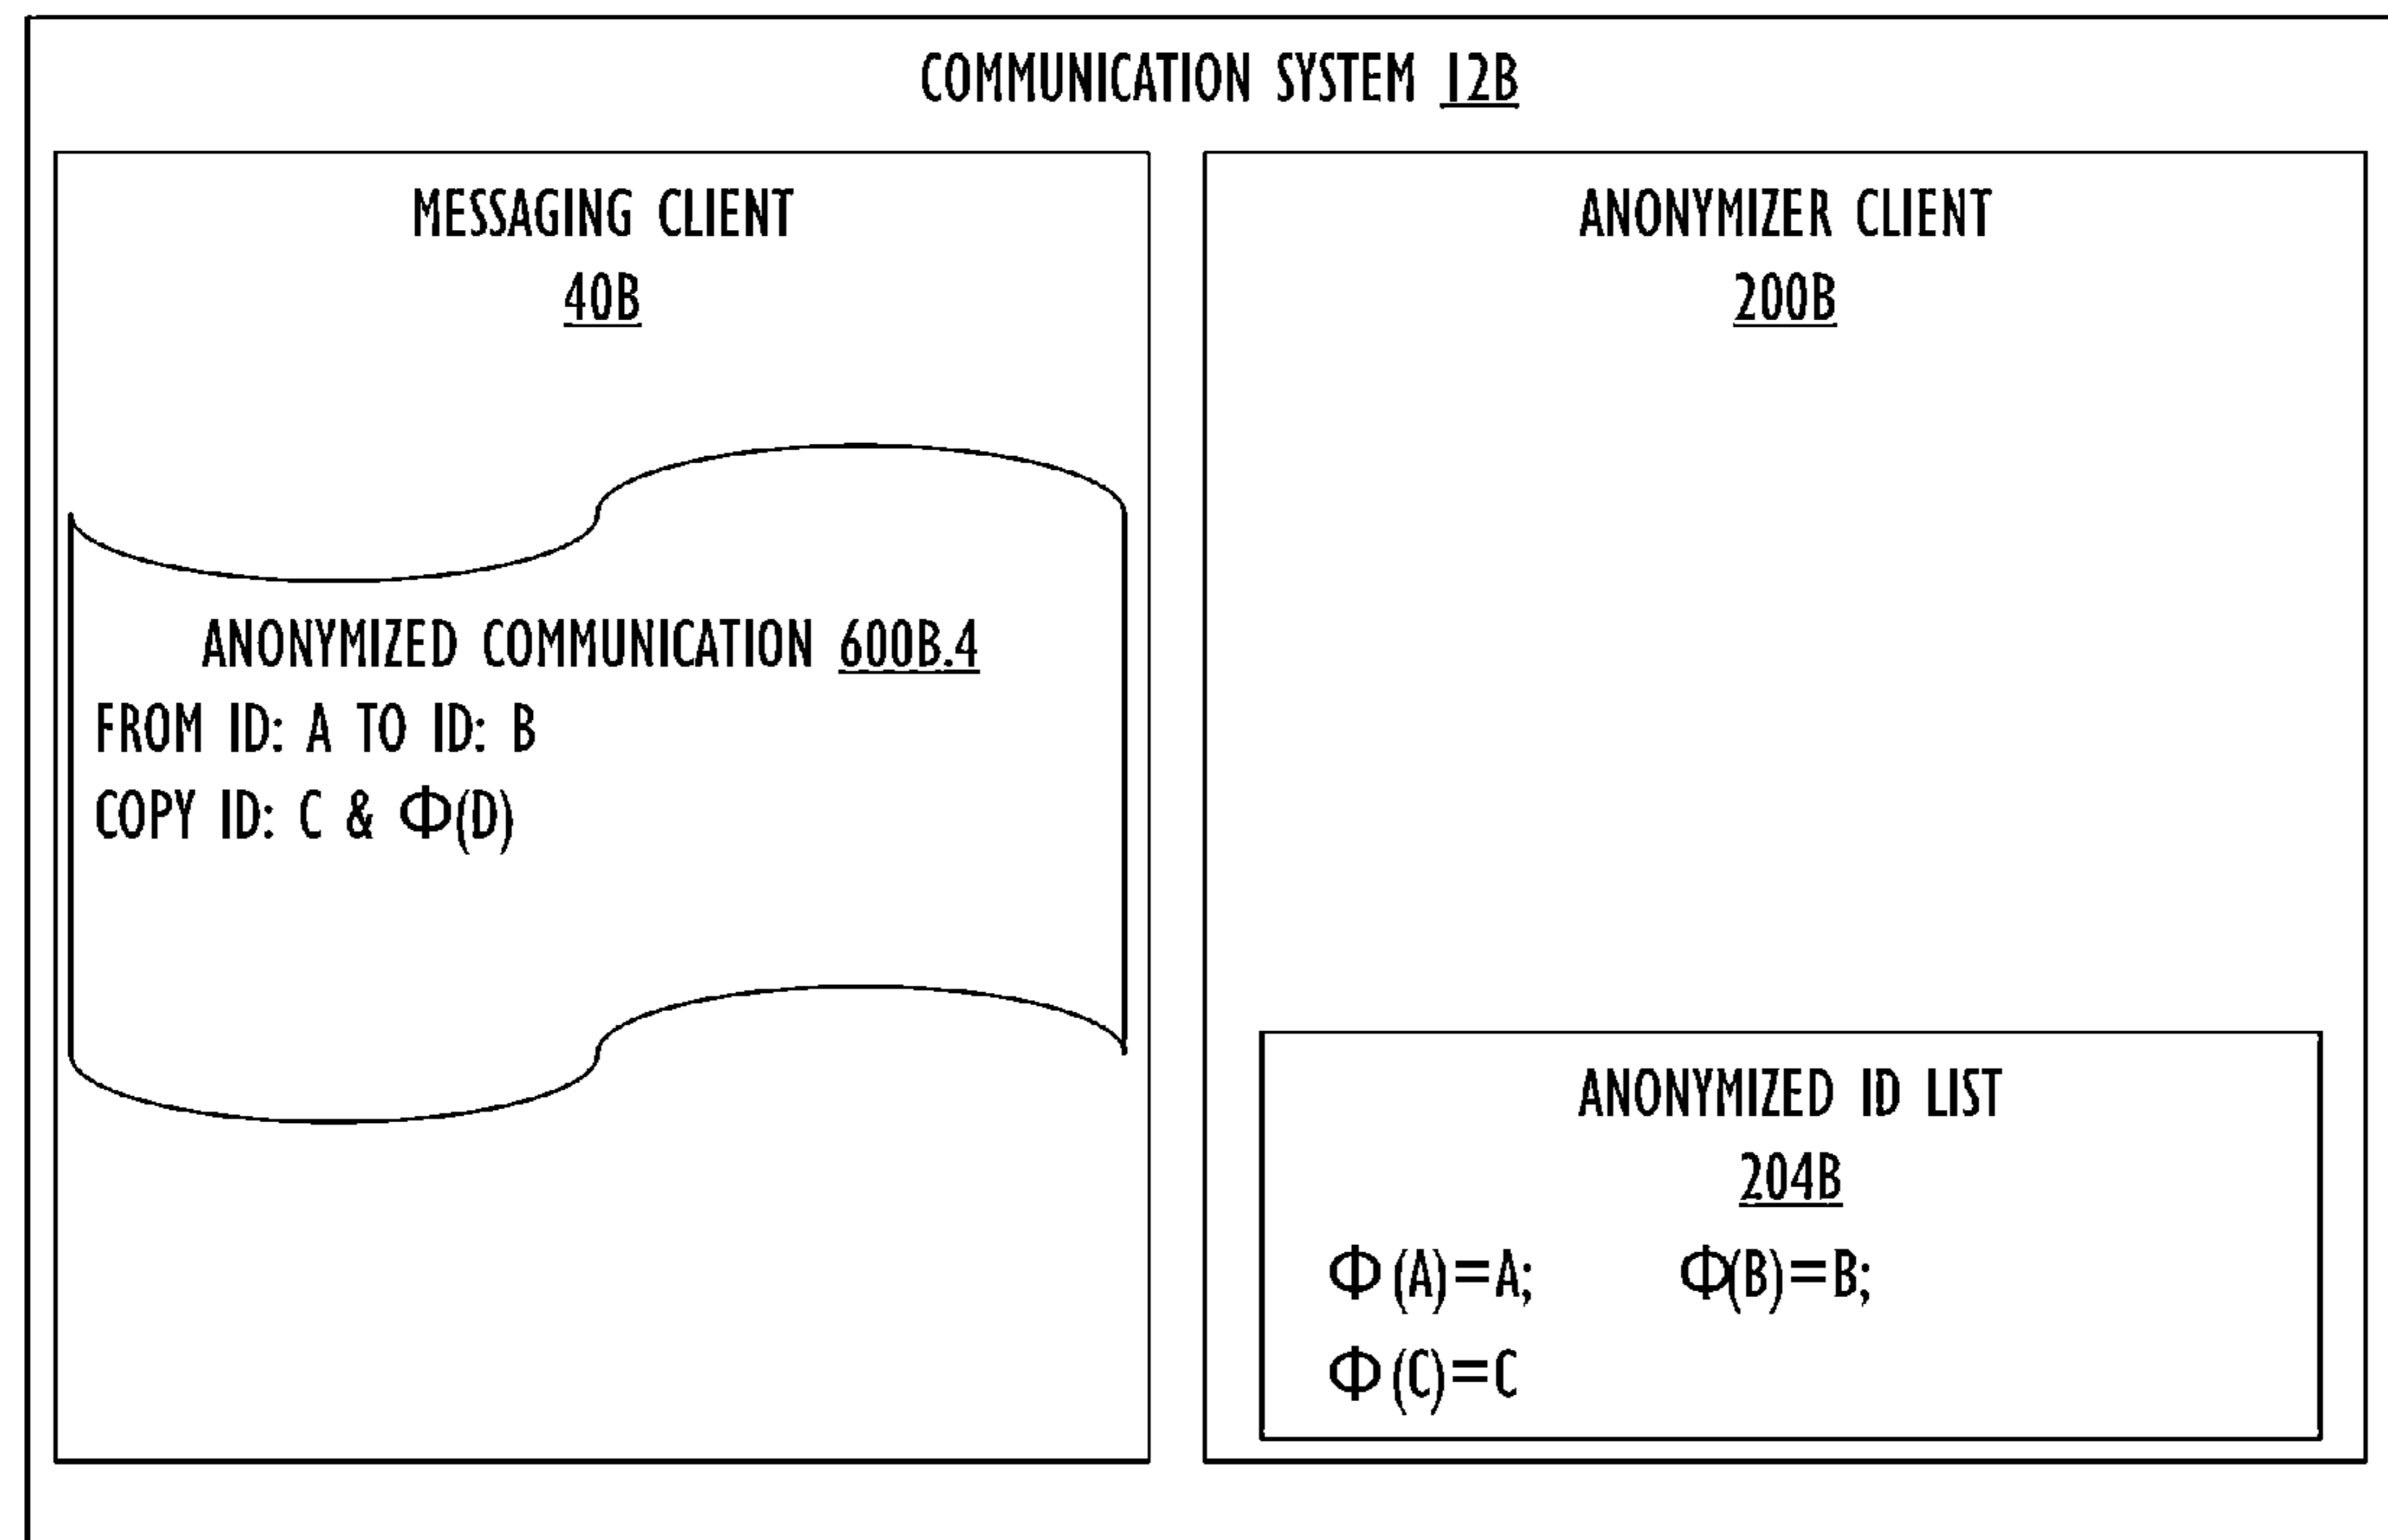 COMMUNICATION SYSTEM 12B
MESSAGING CLIENT
40B
ANONYMIZED COMMUNICATION 600B.4
FROM ID: A TO ID: B
COPY ID: C & Φ(D)
ANONYMIZER CLIENT
200B
ANONYMIZED ID LIST
204B
Φ(A)=A; Φ(B)=B;
Φ(C)=C